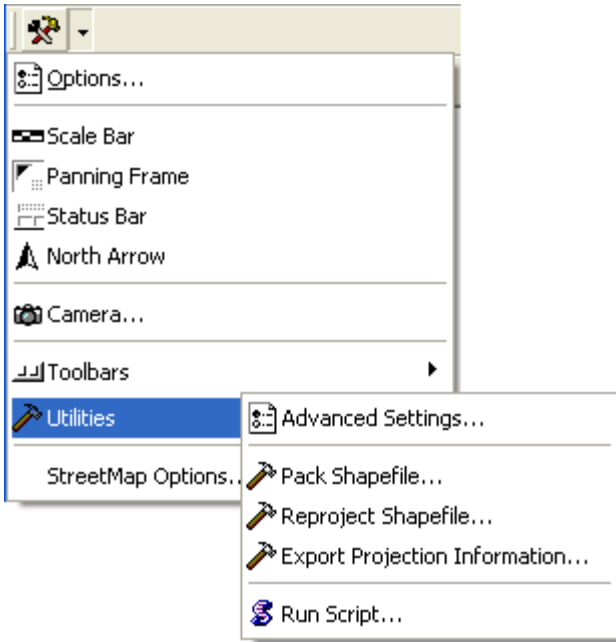 Options...
Scale Bar
Panning Frame
Status Bar
North Arrow
Camera...
Toolbars
Utilities
StreetMap Options..
Advanced Settings...
Pack Shapefile...
Reproject Shapefile...
Export Projection Information...
Run Script...